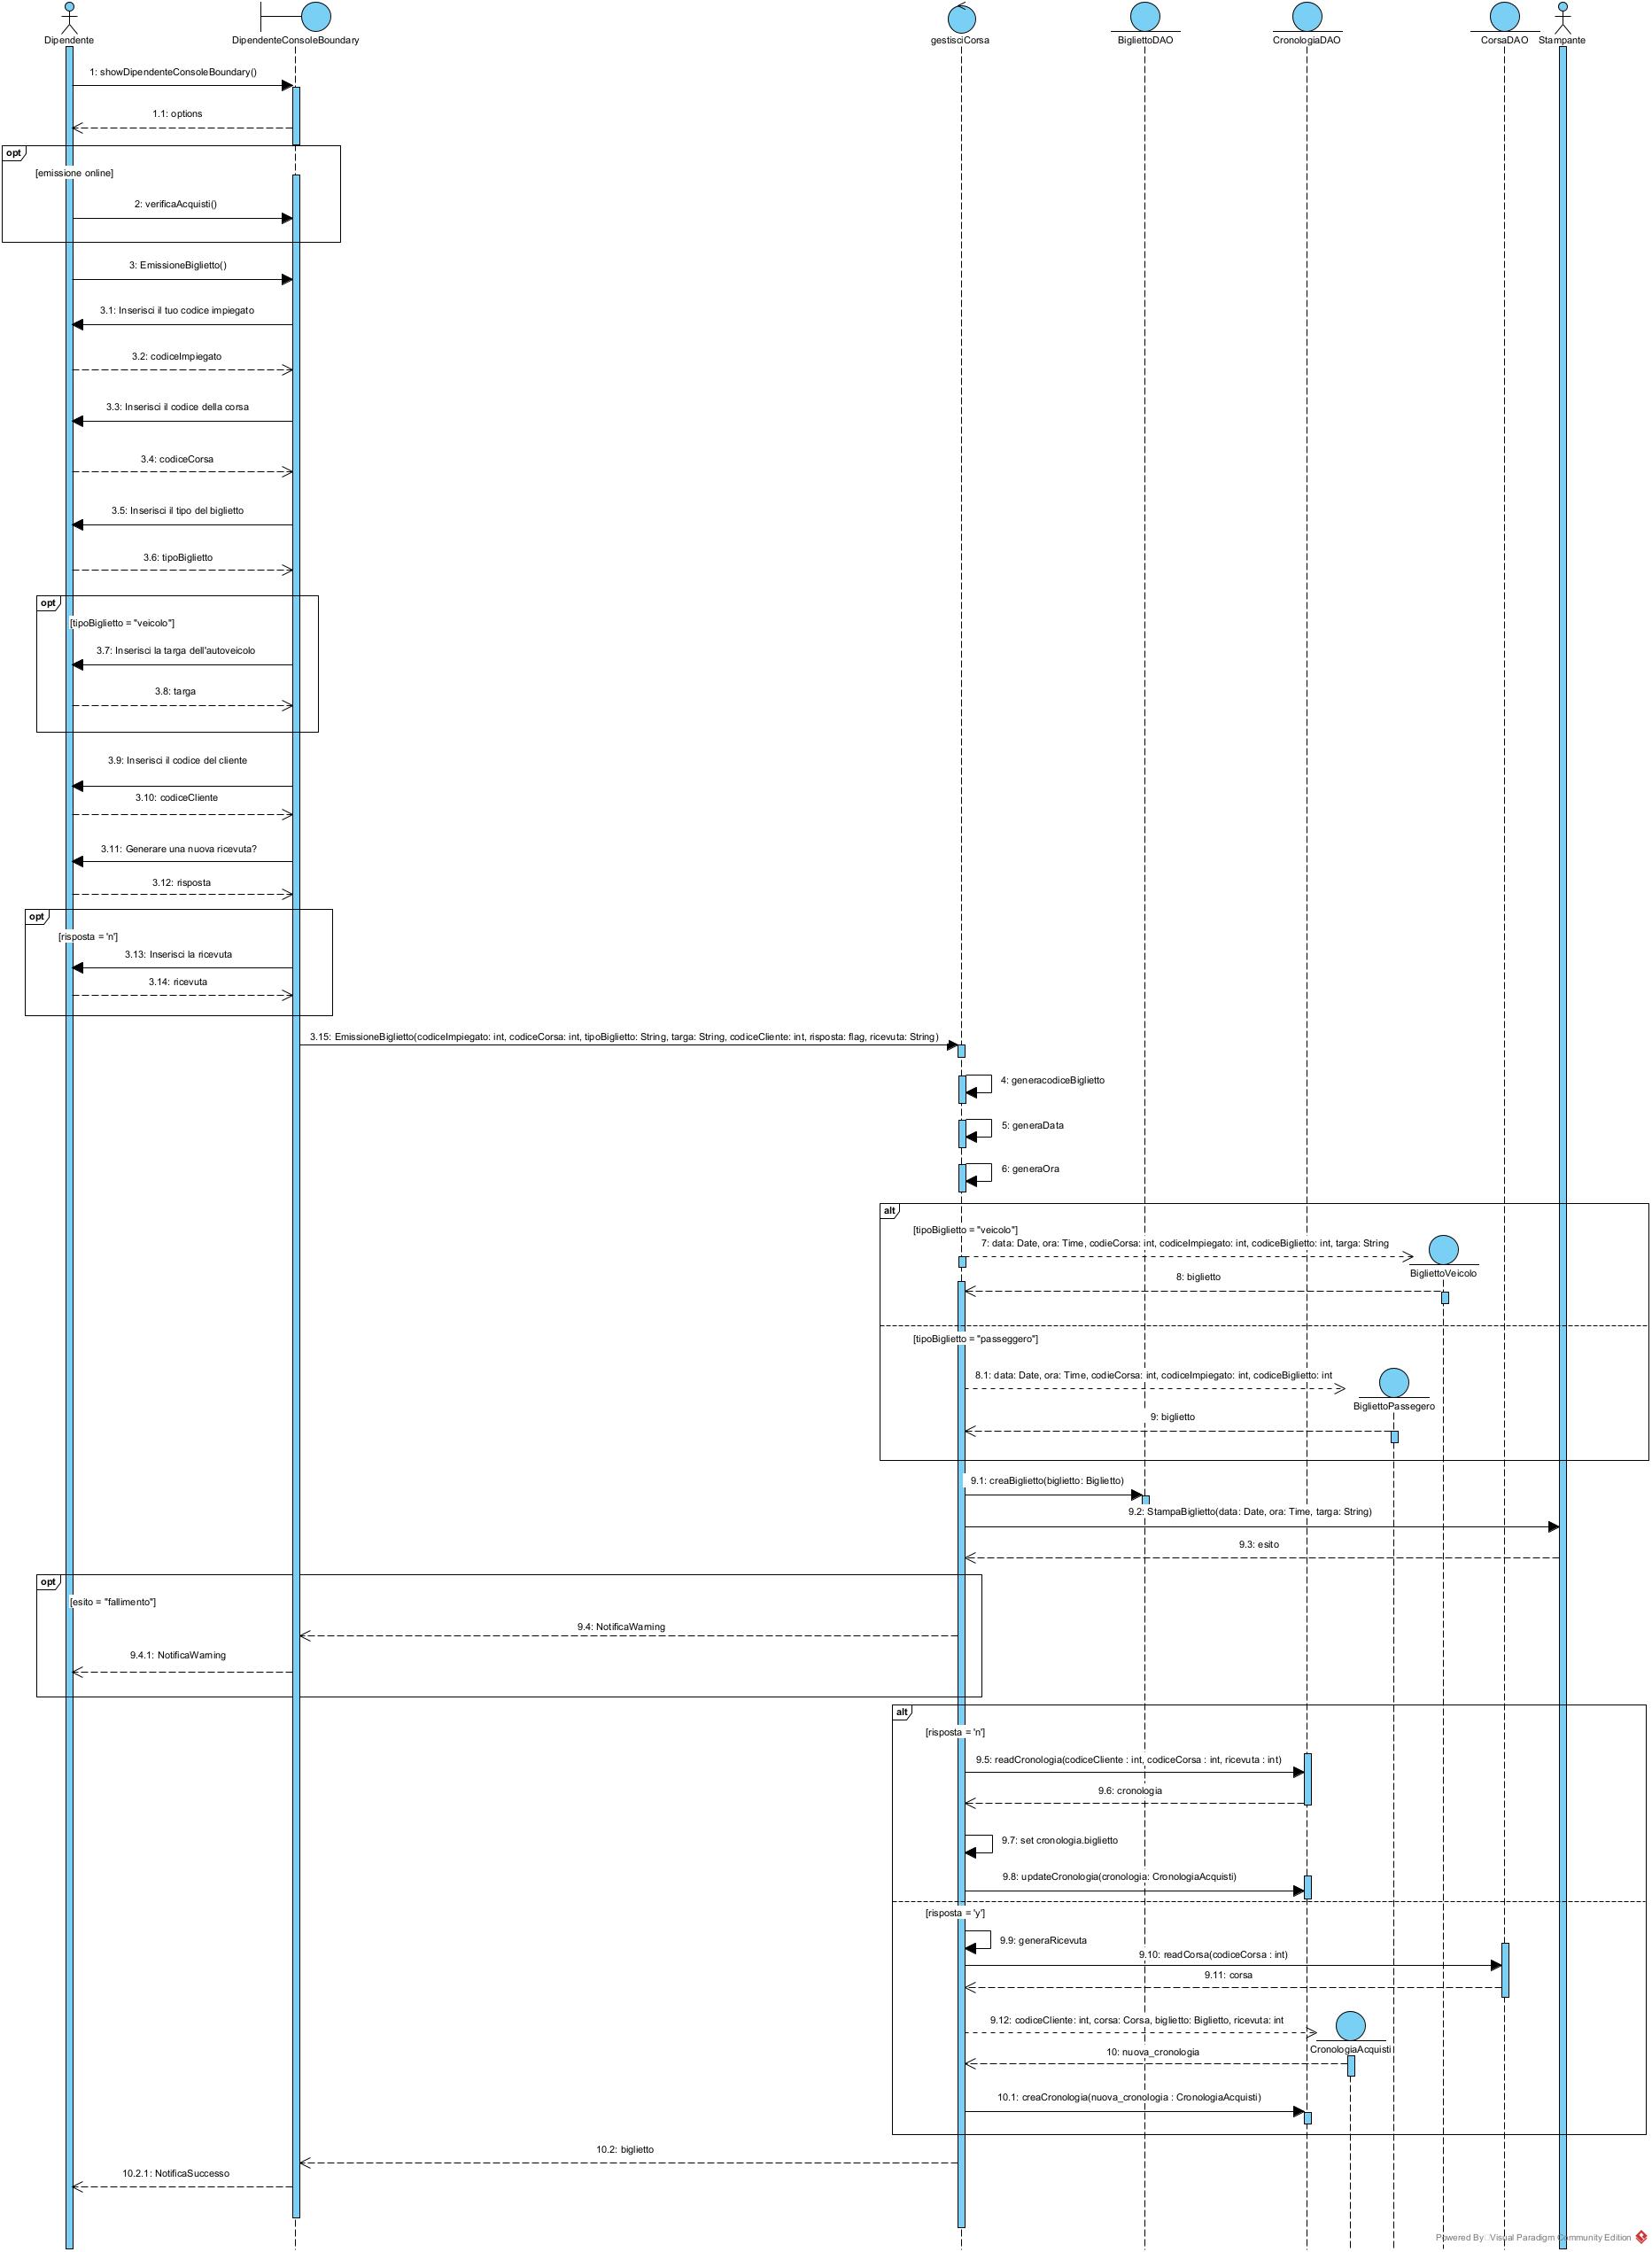 Dipendente
DipendenteConsoleBoundary
gestisciCorsa
BigliettoDAO
CronologiaDAO
CorsaDAO
Stampante
1: showDipendenteConsoleBoundary()
1.1: options
opt
[emissione online]
2: verificaAcquisti()
3: EmissioneBiglietto()
3.1: Inserisci il tuo codice impiegato
3.2: codiceImpiegato
3.3: Inserisci il codice della corsa
3.4: codiceCorsa
3.5: Inserisci il tipo del biglietto
3.6: tipoBiglietto
opt
[tipoBiglietto = "veicolo"]
3.7: Inserisci la targa dell'autoveicolo
3.8: targa
3.9: Inserisci il codice del cliente
3.10: codiceCliente
3.11: Generare una nuova ricevuta?
3.12: risposta
opt
[risposta = 'n']
3.13: Inserisci la ricevuta
3.14: ricevuta
3.15: EmissioneBiglietto(codiceImpiegato: int, codiceCorsa: int, tipoBiglietto: String, targa: String, codiceCliente: int, risposta: flag, ricevuta: String)
4: generacodiceBiglietto
5: generaData
6: generaOra
alt
[tipoBiglietto = "veicolo"]
7: data: Date, ora: Time, codieCorsa: int, codiceImpiegato: int, codiceBiglietto: int, targa: String
BigliettoVeicolo
8: biglietto
[tipoBiglietto = "passeggero"]
8.1: data: Date, ora: Time, codieCorsa: int, codiceImpiegato: int, codiceBiglietto: int
BigliettoPassegero
9: biglietto
9.1: creaBiglietto(biglietto: Biglietto)
9.2: StampaBiglietto(data: Date, ora: Time, targa: String)
9.3: esito
opt
[esito = "fallimento"]
9.4: NotificaWarning
9.4.1: NotificaWarning
alt
[risposta = 'n']
9.5: readCronologia(codiceCliente : int, codiceCorsa : int, ricevuta : int)
9.6: cronologia
9.7: set cronologia.biglietto
9.8: updateCronologia(cronologia: CronologiaAcquisti)
[risposta = 'y']
9.9: generaRicevuta
9.10: readCorsa(codiceCorsa : int)
9.11: corsa
9.12: codiceCliente: int, corsa: Corsa, biglietto: Biglietto, ricevuta: int
CronologiaAcquisti
10: nuova_cronologia
10.1: creaCronologia(nuova_cronologia : CronologiaAcquisti)
10.2: biglietto
10.2.1: NotificaSuccesso
Powered By: Visual Paradigm Community Edition